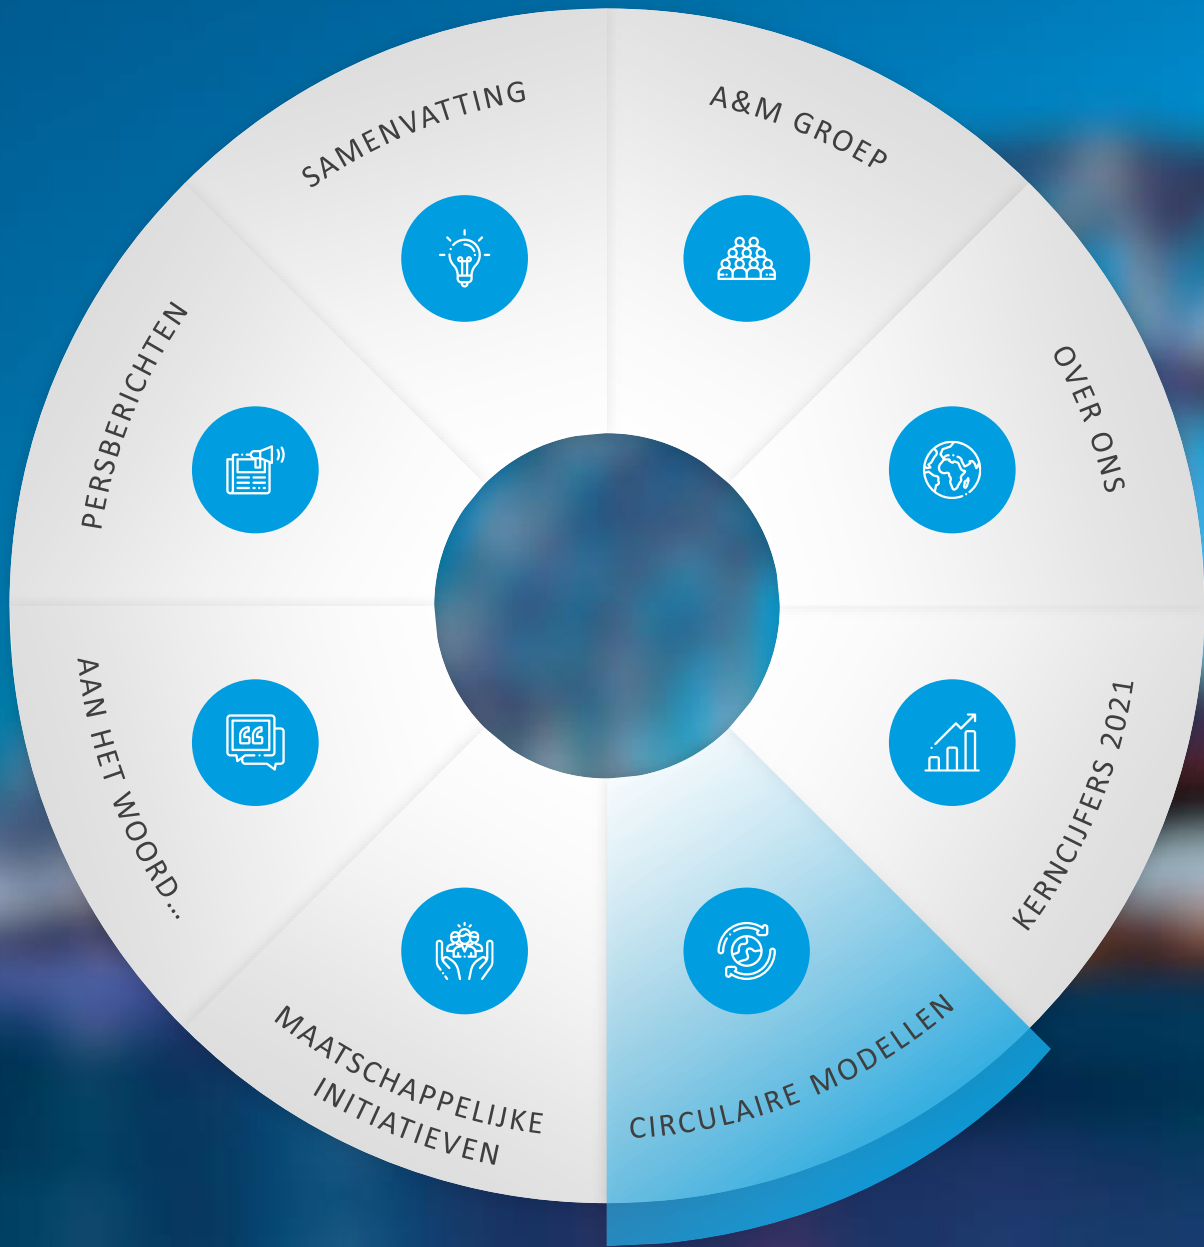 SAMENVATTING
A&M GROEP
OVER ONS
KERNCIJFERS 2021
CIRCULAIRE MODELLEN
MAATSCHAPPELIJKE
INITIATIEVEN
AAN HET WOORD...
PERSBERICHTEN